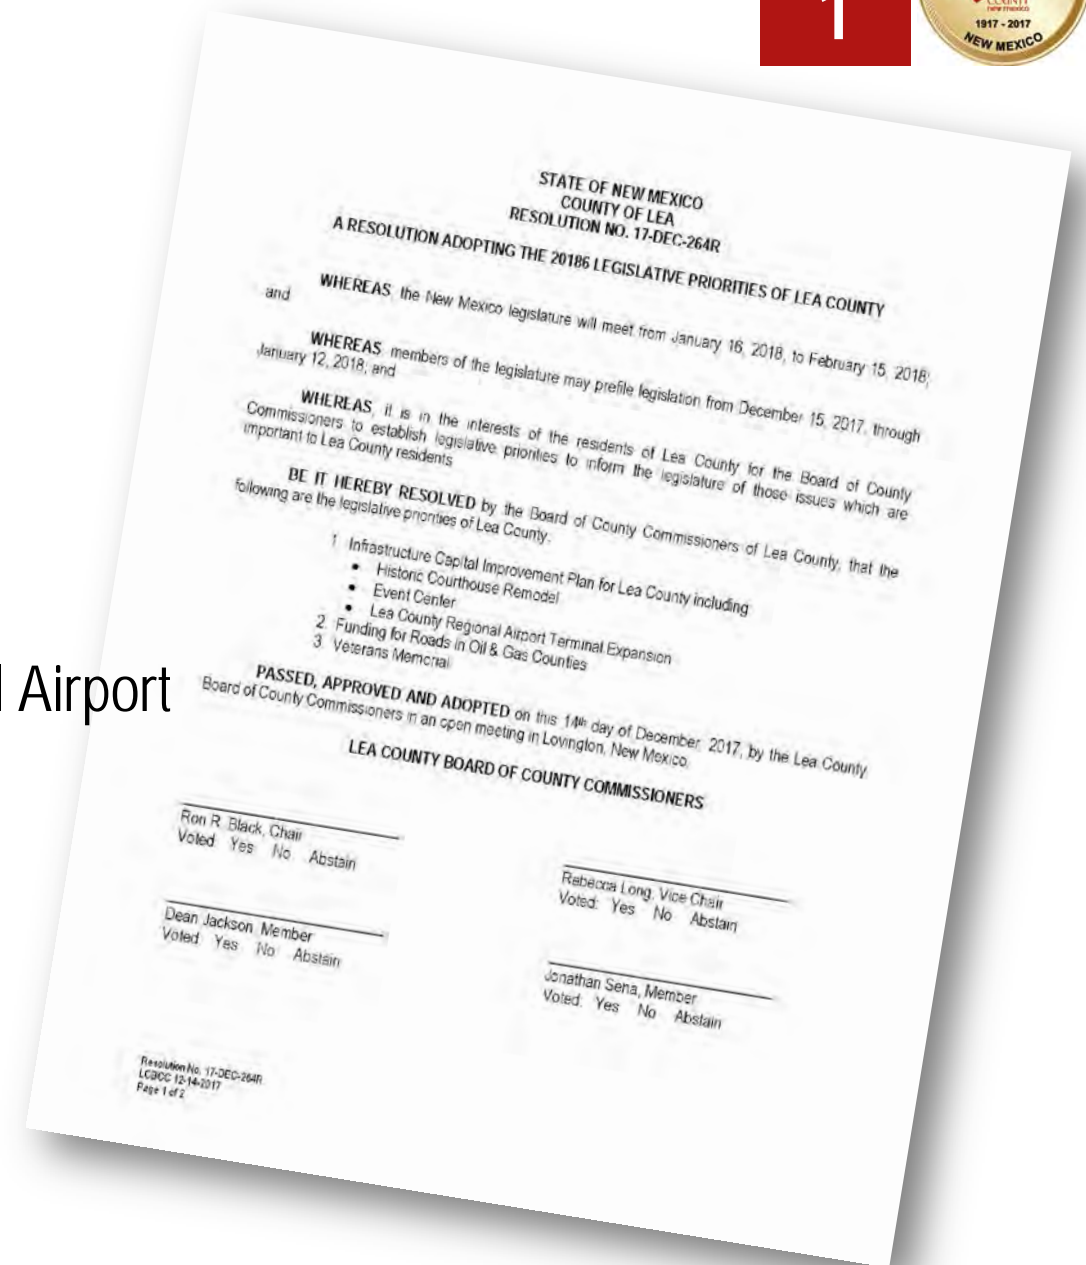 1
COUNTY
new mexico
1917 - 2017
NEW MEXICO
STATE OF NEW MEXICO
COUNTY OF LEA
RESOLUTION NO. 17-DEC-264R
A RESOLUTION ADOPTING THE 20186 LEGISLATIVE PRIORITIES OF LEA COUNTY
WHEREAS, the New Mexico legislature will meet from January 16, 2018, to February 15, 2018;
and
WHEREAS, members of the legislature may prefile legislation from December 15, 2017, through
January 12, 2018; and
WHEREAS, it is in the interests of the residents of Lea County for the Board of County
Commissioners to establish legislative priorities to inform the legislature of those issues which are
important to Lea County residents
BE IT HEREBY RESOLVED by the Board of County Commissioners of Lea County, that the
following are the legislative priorities of Lea County.
1 Infrastructure Capital Improvement Plan for Lea County including:
• Historic Courthouse Remodel
• Event Center
• Lea County Regional Airport Terminal Expansion
2. Funding for Roads in Oil & Gas Counties
3. Veterans Memorial
PASSED, APPROVED AND ADOPTED on this 14th day of December, 2017, by the Lea County
Board of County Commissioners in an open meeting in Lovington, New Mexico.
LEA COUNTY BOARD OF COUNTY COMMISSIONERS
Ron R. Black, Chair
Voted Yes No Abstain
Rebecca Long, Vice Chair
Voted: Yes No Abstain
Dean Jackson, Member
Voted Yes No Abstain
Jonathan Sena, Member
Voted: Yes No Abstain
Resolution No. 17-DEC-264R
LCBCC 12-14-2017
Page 1 of 2
Airport